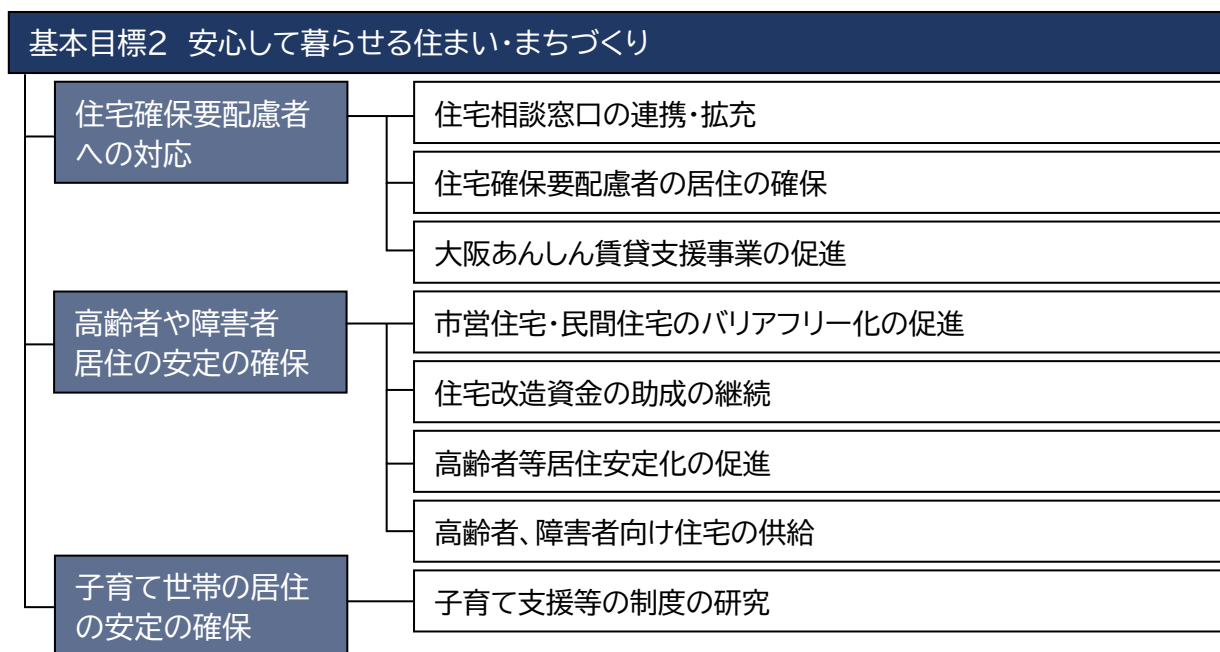 基本目標2 安心して暮らせる住まい・まちづくり
住宅確保要配慮者
への対応
住宅相談窓口の連携・拡充
住宅確保要配慮者の居住の確保
大阪あんしん賃貸支援事業の促進
高齢者や障害者
居住の安定の確保
市営住宅・民間住宅のバリアフリー化の促進
住宅改造資金の助成の継続
高齢者等居住安定化の促進
高齢者、障害者向け住宅の供給
子育て世帯の居住
の安定の確保
子育て支援等の制度の研究